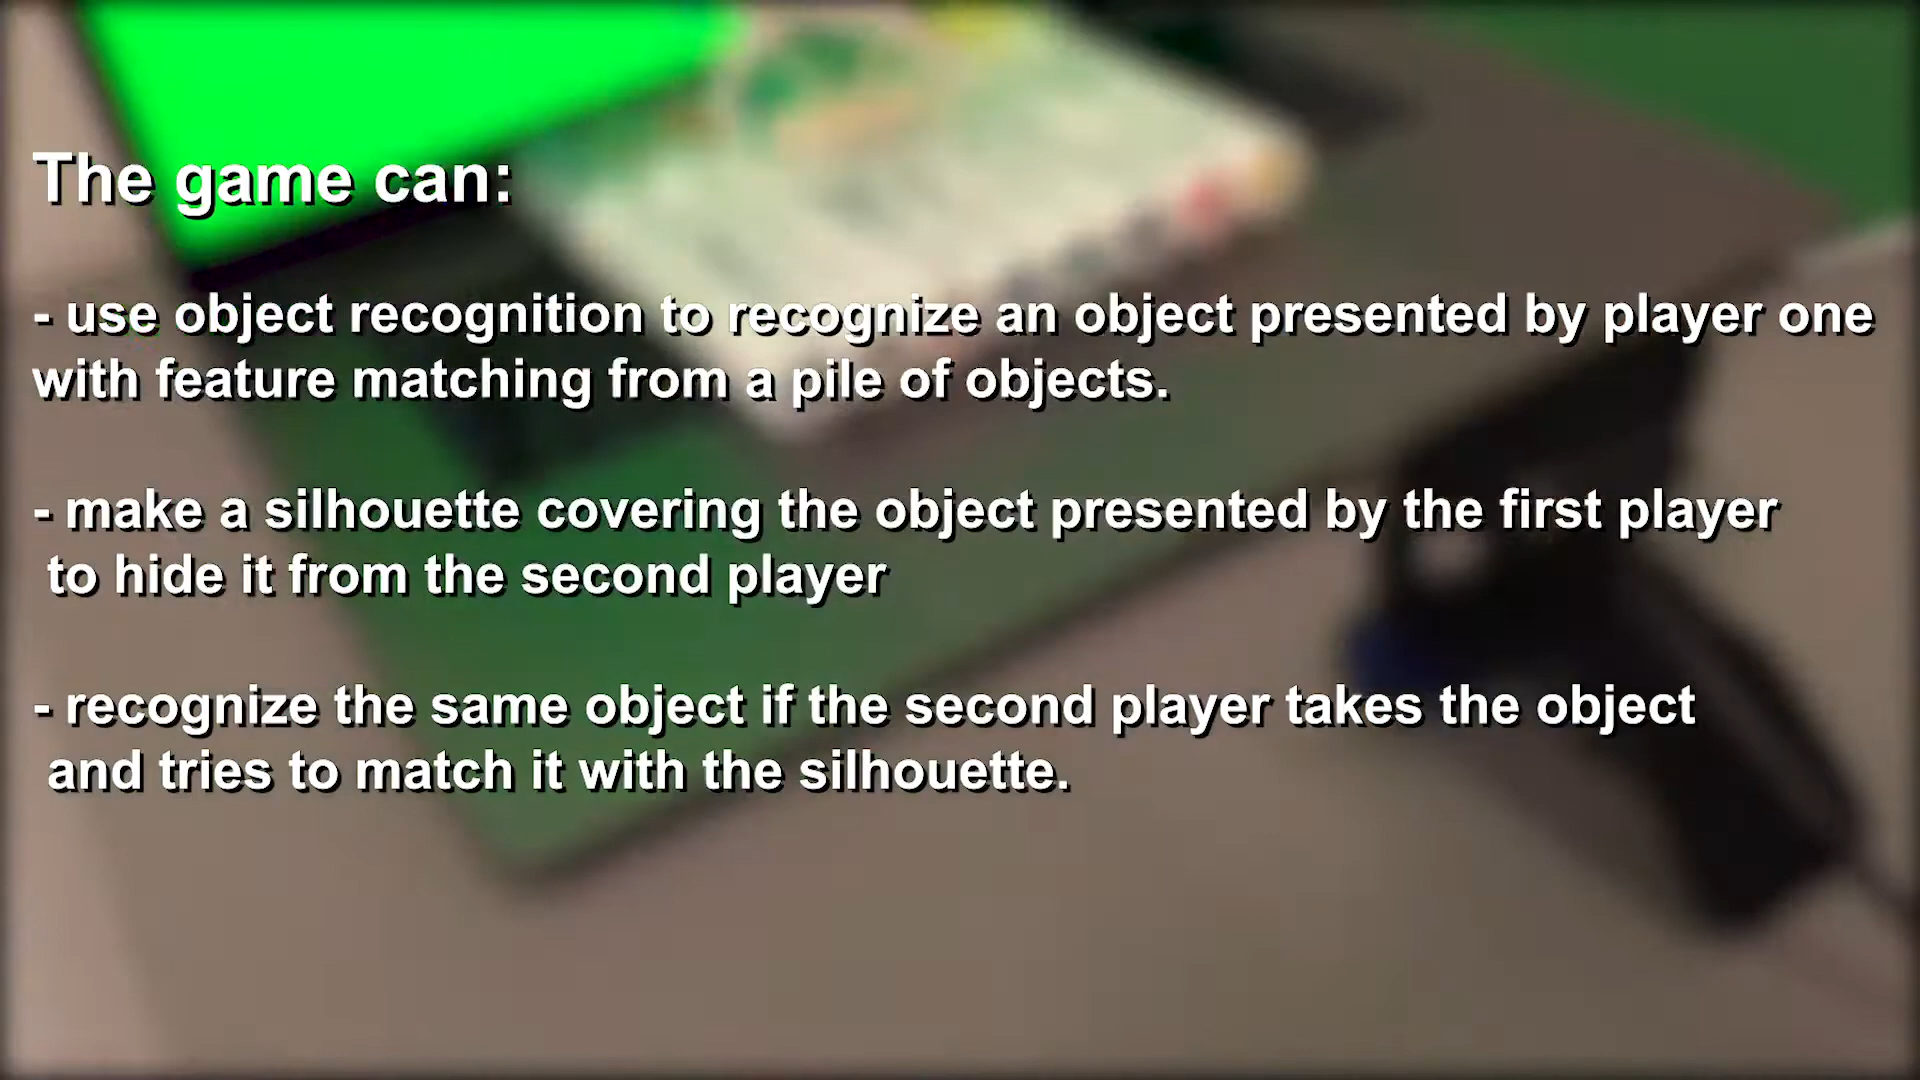 The game can:
- use object recognition to recognize an object presented by player one
with feature matching from a pile of objects.
- make a silhouette covering the object presented by the first player
to hide it from the second player
- recognize the same object if the second player takes the object
and tries to match it with the silhouette.